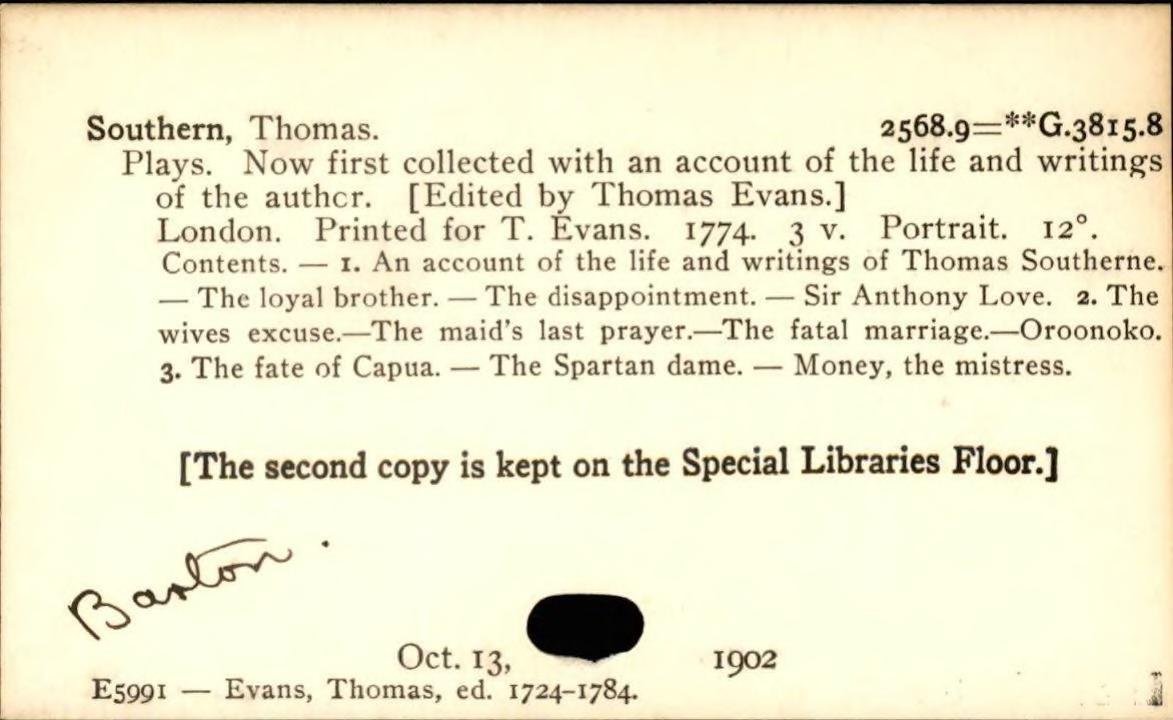 Southern, Thomas. 2568.9=**G.3815.8
Plays. Now first collected with an account of the life and writings
of the author. [Edited by Thomas Evans.]
London. Printed for T. Evans. 1774. 3 v. Portrait. 12°.
Contents. — 1. An account of the life and writings of Thomas Southerne.
— The loyal brother. — The disappointment. — Sir Anthony Love. 2. The
wives excuse.—The maid's last prayer.—The fatal marriage.—Oroonoko.
3. The fate of Capua. — The Spartan dame. — Money, the mistress.
[The second copy is kept on the Special Libraries Floor.]
Barton.
Oct. 13, 1902
E5991 — Evans, Thomas, ed. 1724-1784.